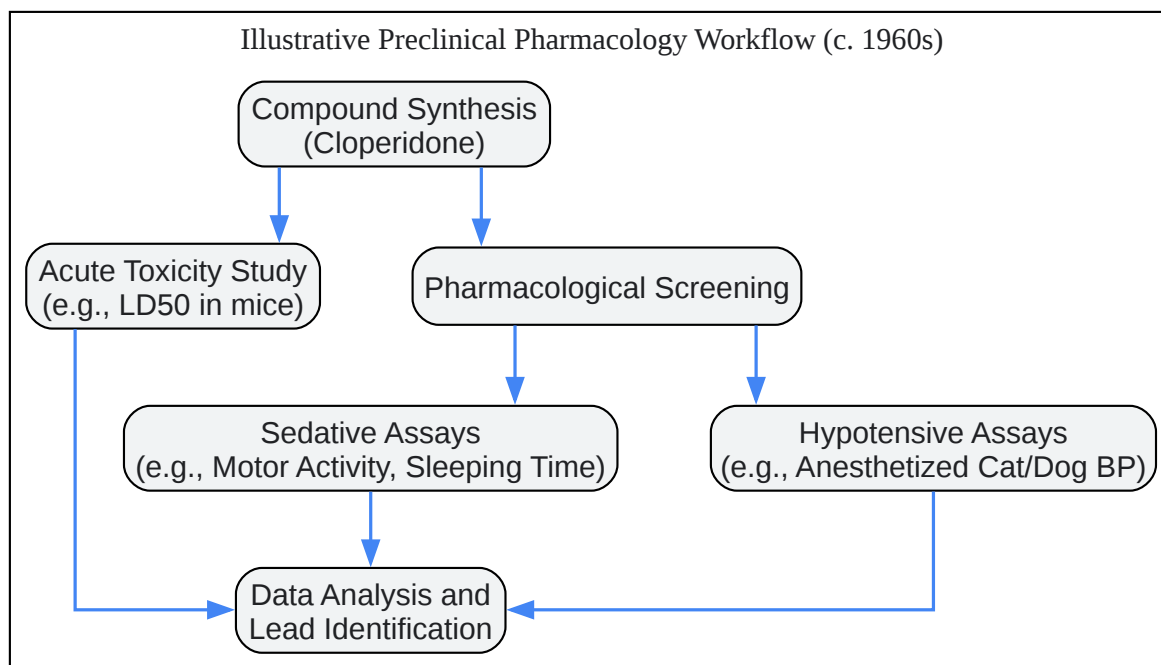 Illustrative Preclinical Pharmacology Workflow (c. 1960s)
Compound Synthesis
(Cloperidone)
Acute Toxicity Study
(e.g., LD50 in mice)
Pharmacological Screening
Sedative Assays
(e.g., Motor Activity, Sleeping Time)
Hypotensive Assays
(e.g., Anesthetized Cat/Dog BP)
Data Analysis and
Lead Identification